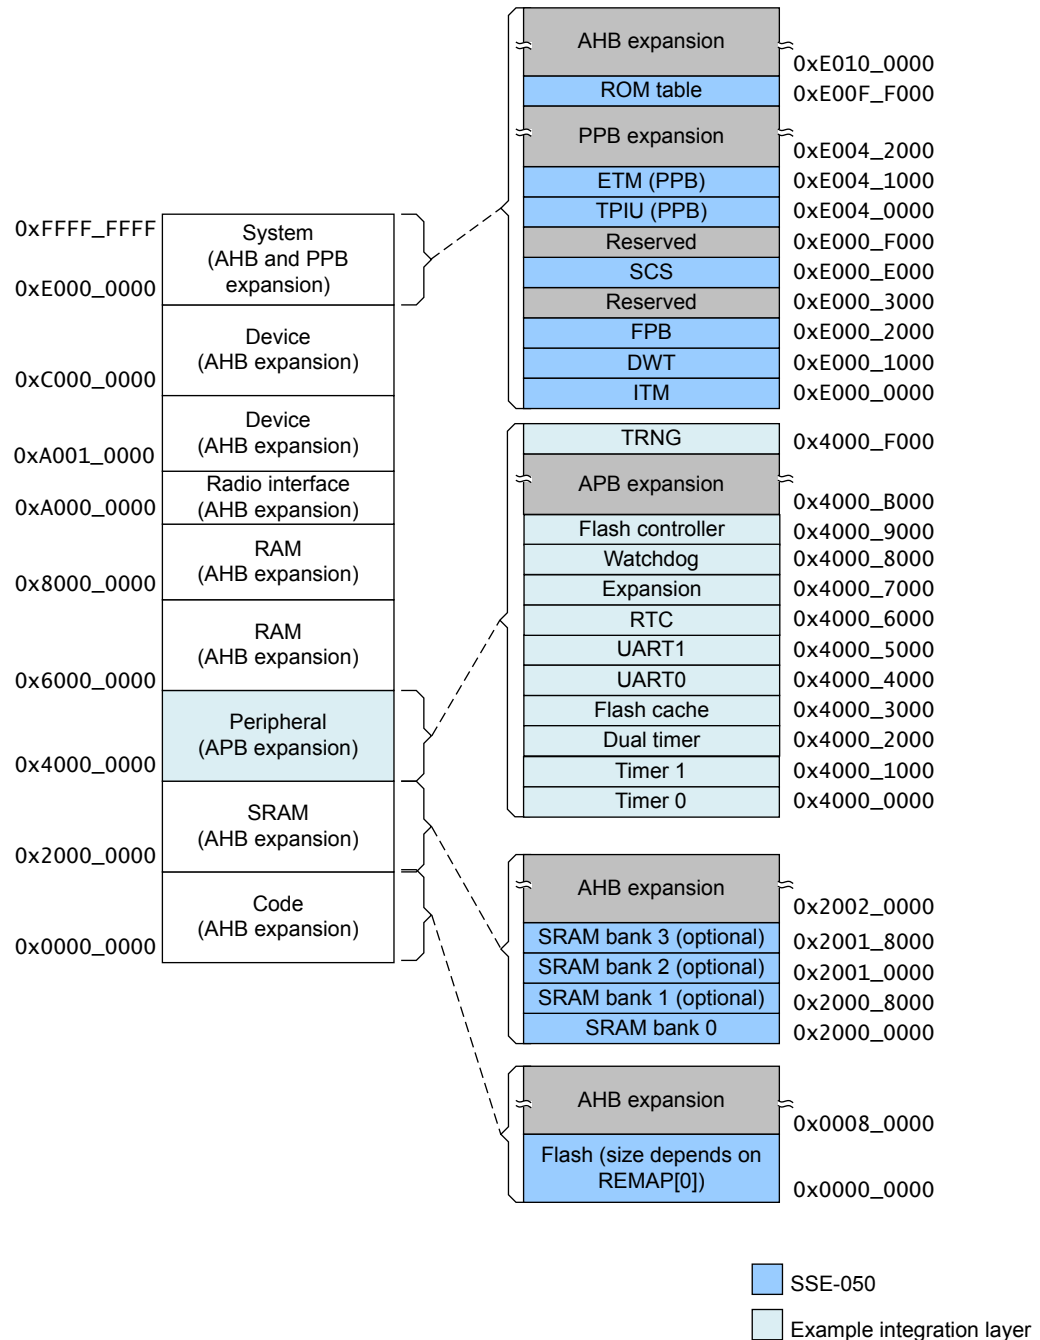 0xFFFF_FFFF
System
(AHB and PPB
expansion)
0xE000_0000
Device
(AHB expansion)
0xC000_0000
Device
(AHB expansion)
0xA001_0000
Radio interface
(AHB expansion)
0xA000_0000
RAM
(AHB expansion)
0x8000_0000
RAM
(AHB expansion)
0x6000_0000
Peripheral
(APB expansion)
0x4000_0000
SRAM
(AHB expansion)
0x2000_0000
Code
(AHB expansion)
0x0000_0000
AHB expansion
0xE010_0000
ROM table
0xE00F_F000
PPB expansion
0xE004_2000
ETM (PPB)
0xE004_1000
TPIU (PPB)
0xE004_0000
Reserved
0xE000_F000
SCS
0xE000_E000
Reserved
0xE000_3000
FPB
0xE000_2000
DWT
0xE000_1000
ITM
0xE000_0000
TRNG
0x4000_F000
APB expansion
0x4000_B000
Flash controller
0x4000_9000
Watchdog
0x4000_8000
Expansion
0x4000_7000
RTC
0x4000_6000
UART1
0x4000_5000
UART0
0x4000_4000
Flash cache
0x4000_3000
Dual timer
0x4000_2000
Timer 1
0x4000_1000
Timer 0
0x4000_0000
AHB expansion
0x2002_0000
SRAM bank 3 (optional)
0x2001_8000
SRAM bank 2 (optional)
0x2001_0000
SRAM bank 1 (optional)
0x2000_8000
SRAM bank 0
0x2000_0000
AHB expansion
0x0008_0000
Flash (size depends on
REMAP[0])
0x0000_0000
SSE-050
Example integration layer